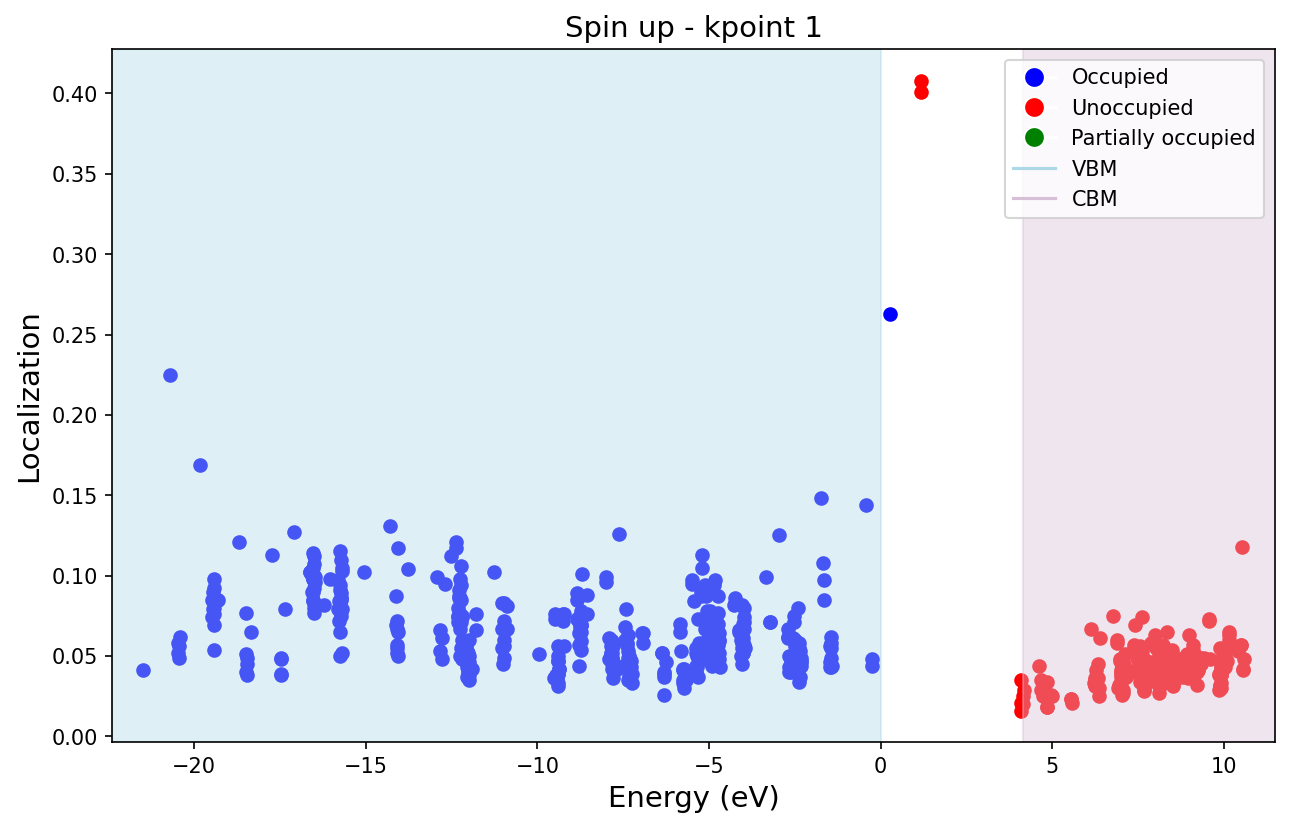 Spin up - kpoint 1
Localization
0.40
0.35
0.30
0.25
0.20
0.15
0.10
0.05
0.00
Occupied
Unoccupied
Partially occupied
VBM
CBM
−20
−15
−10
−5
0
5
10
Energy (eV)